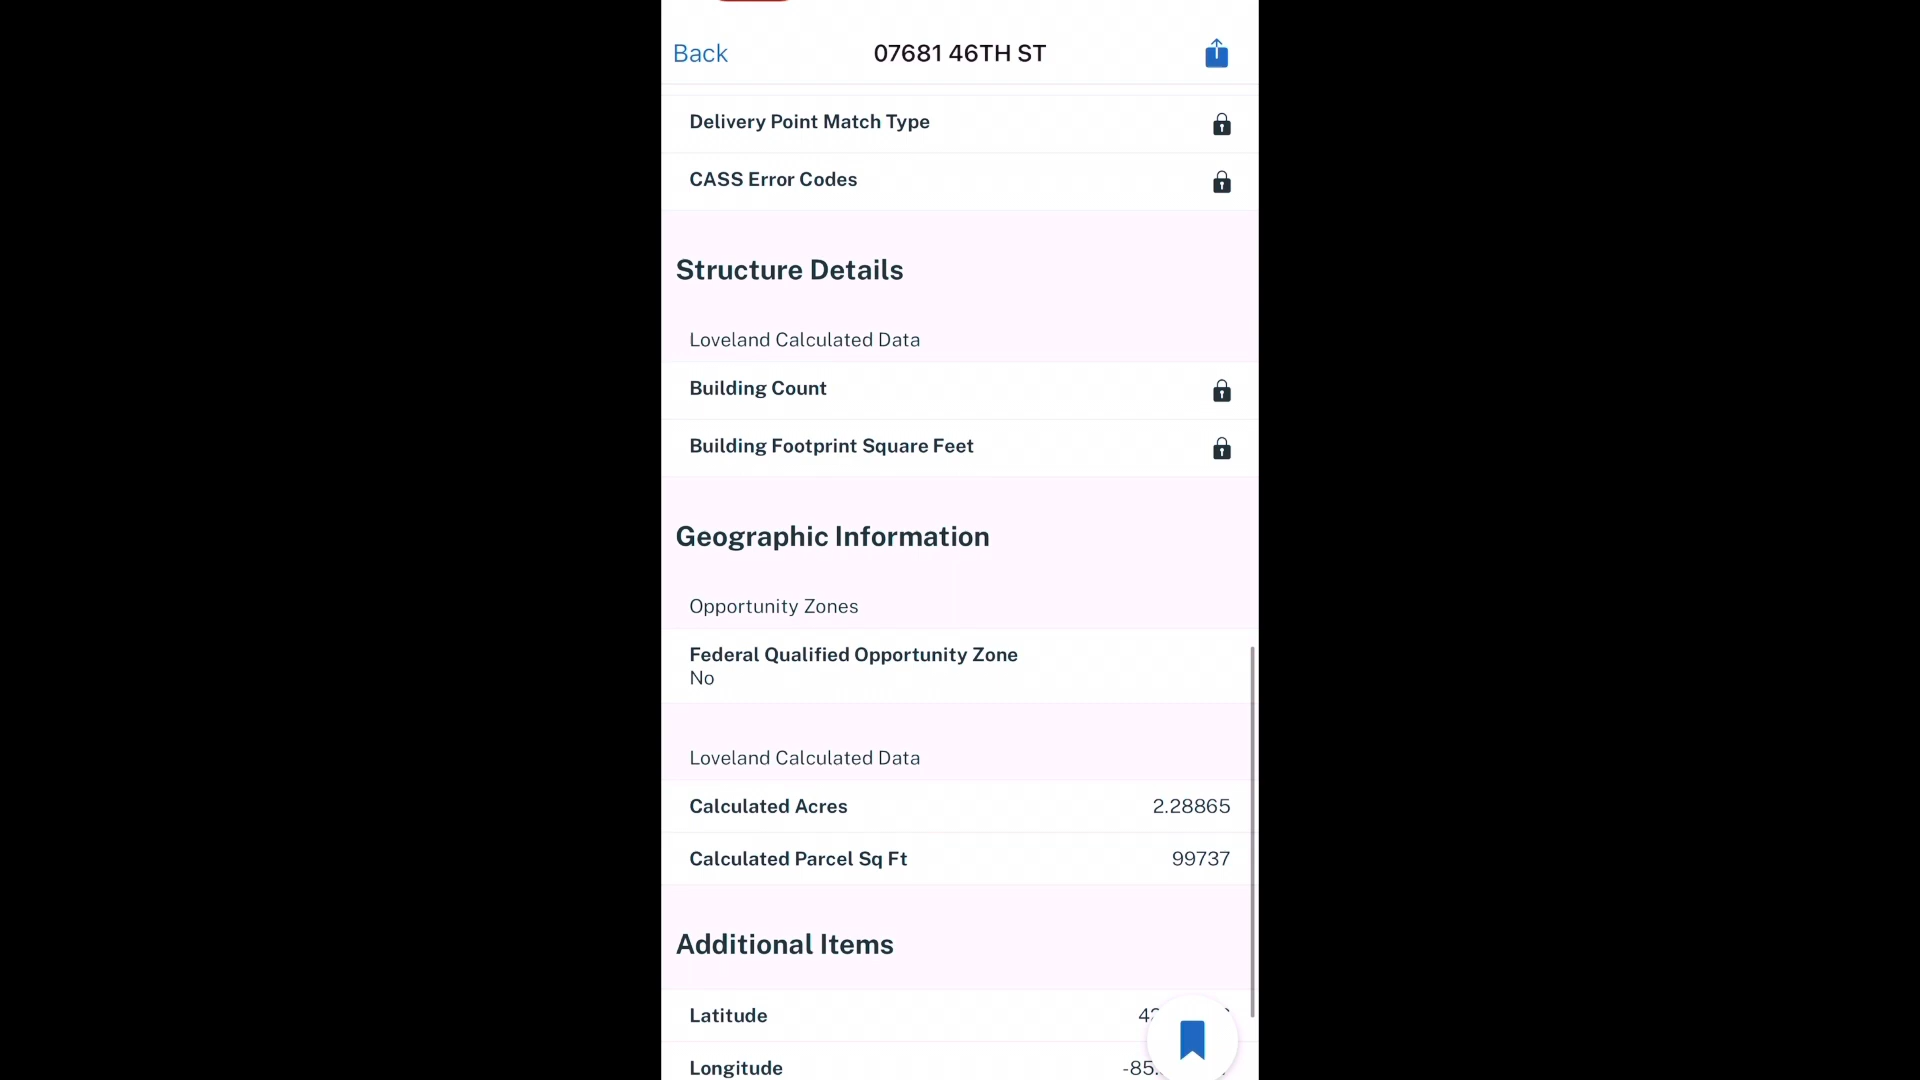 Back
07681 46TH ST
Delivery Point Match Type
CASS Error Codes
Structure Details
Loveland Calculated Data
Building Count
Building Footprint Square Feet
Geographic Information
Opportunity Zones
Federal Qualified Opportunity Zone
No
Loveland Calculated Data
Calculated Acres 2.28865
Calculated Parcel Sq Ft 99737
Additional Items
Latitude
Longitude -85.